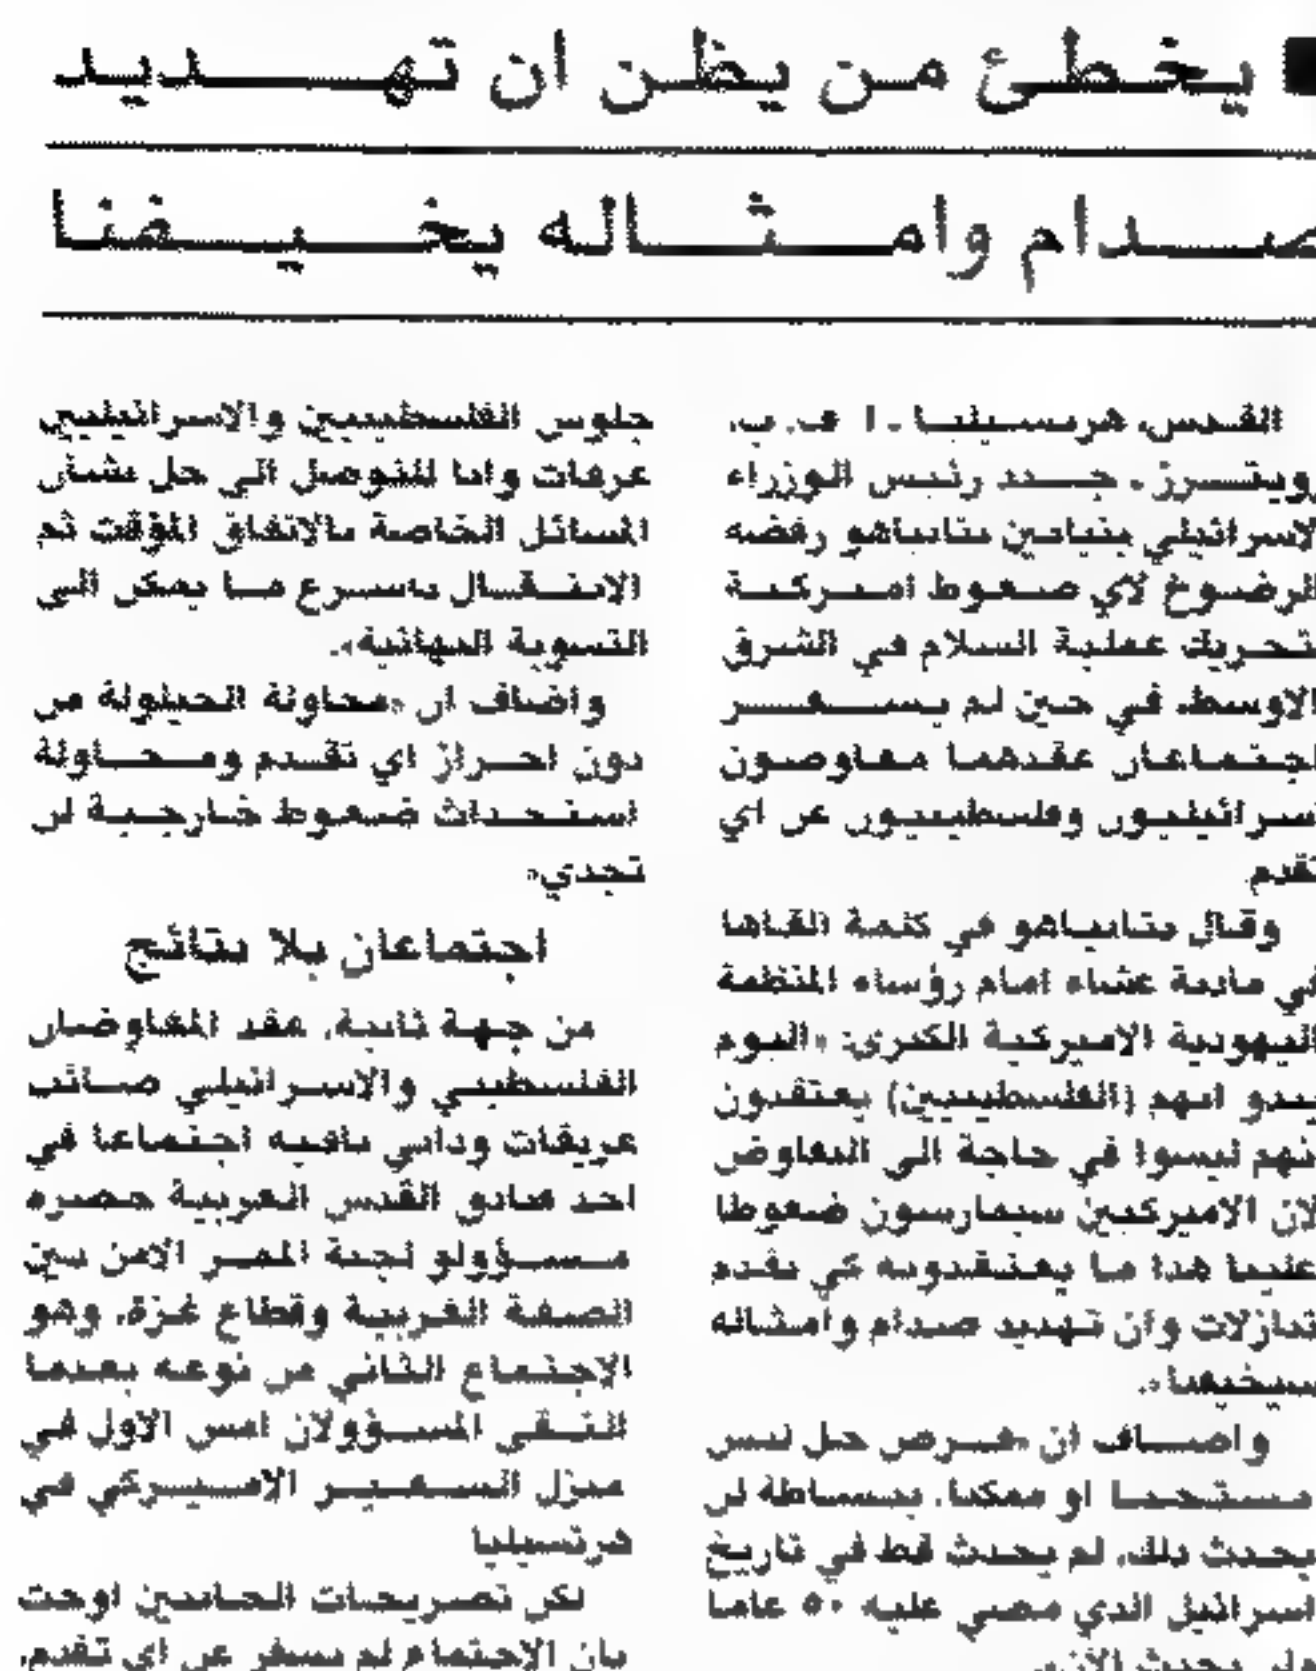 ■ يخطئ من يظن ان تهديد
صدام وامثاله يخيفنا
القدس، هرتسيليا ـ ا ف. ب،
رويترز ـ جدد رئيس الوزراء
الاسرائيلي بنيامين نتانياهو رفضه
الرضوخ لأي ضغوط اميركية
لتحريك عملية السلام في الشرق
الاوسط، في حين لم يسفر
اجتماعان عقدهما مفاوضون
اسرائيليون وفلسطينيون عن اي
تقدم
وقال نتانياهو في كلمة القاها
في مأدبة عشاء امام رؤساء المنظمة
اليهودية الاميركية الكبرى: «اليوم
يبدو انهم (الفلسطينيين) يعتقدون
انهم ليسوا في حاجة الى التفاوض
لان الاميركيين سيمارسون ضغوطا
علينا هذا ما يعتقدونه كي نقدم
تنازلات وان تهديد صدام وامثاله
سيخيفنا».
واضاف ان «فرض حل ليس
مستحبا او ممكنا. ببساطة لن
يحدث ذلك، لم يحدث قط في تاريخ
اسرائيل الذي مضى عليه ٥٠ عاما
ولن يحدث الآن».
جلوس الفلسطينيين والاسرائيليين
عرفات وانا للتوصل الى حل بشأن
المسائل الخاصة بالاتفاق المؤقت ثم
الانتقال بأسرع ما يمكن الى
التسوية النهائية».
واضاف ان «محاولة الحيلولة من
دون احراز اي تقدم ومحاولة
استحداث ضغوط خارجية لن
تجدي»
اجتماعان بلا نتائج
من جهة ثانية، عقد المفاوضان
الفلسطيني والاسرائيلي صائب
عريقات وداني نافيه اجتماعا في
احد فنادق القدس الغربية حضره
مسؤولو لجنة الممر الآمن بين
الضفة الغربية وقطاع غزة، وهو
الاجتماع الثاني من نوعه بعدما
التقى المسؤولان امس الاول في
منزل السفير الاميركي في
هرتسيليا
لكن تصريحات الجانبين اوحت
بان الاجتماع لم يسفر عن اي تقدم،